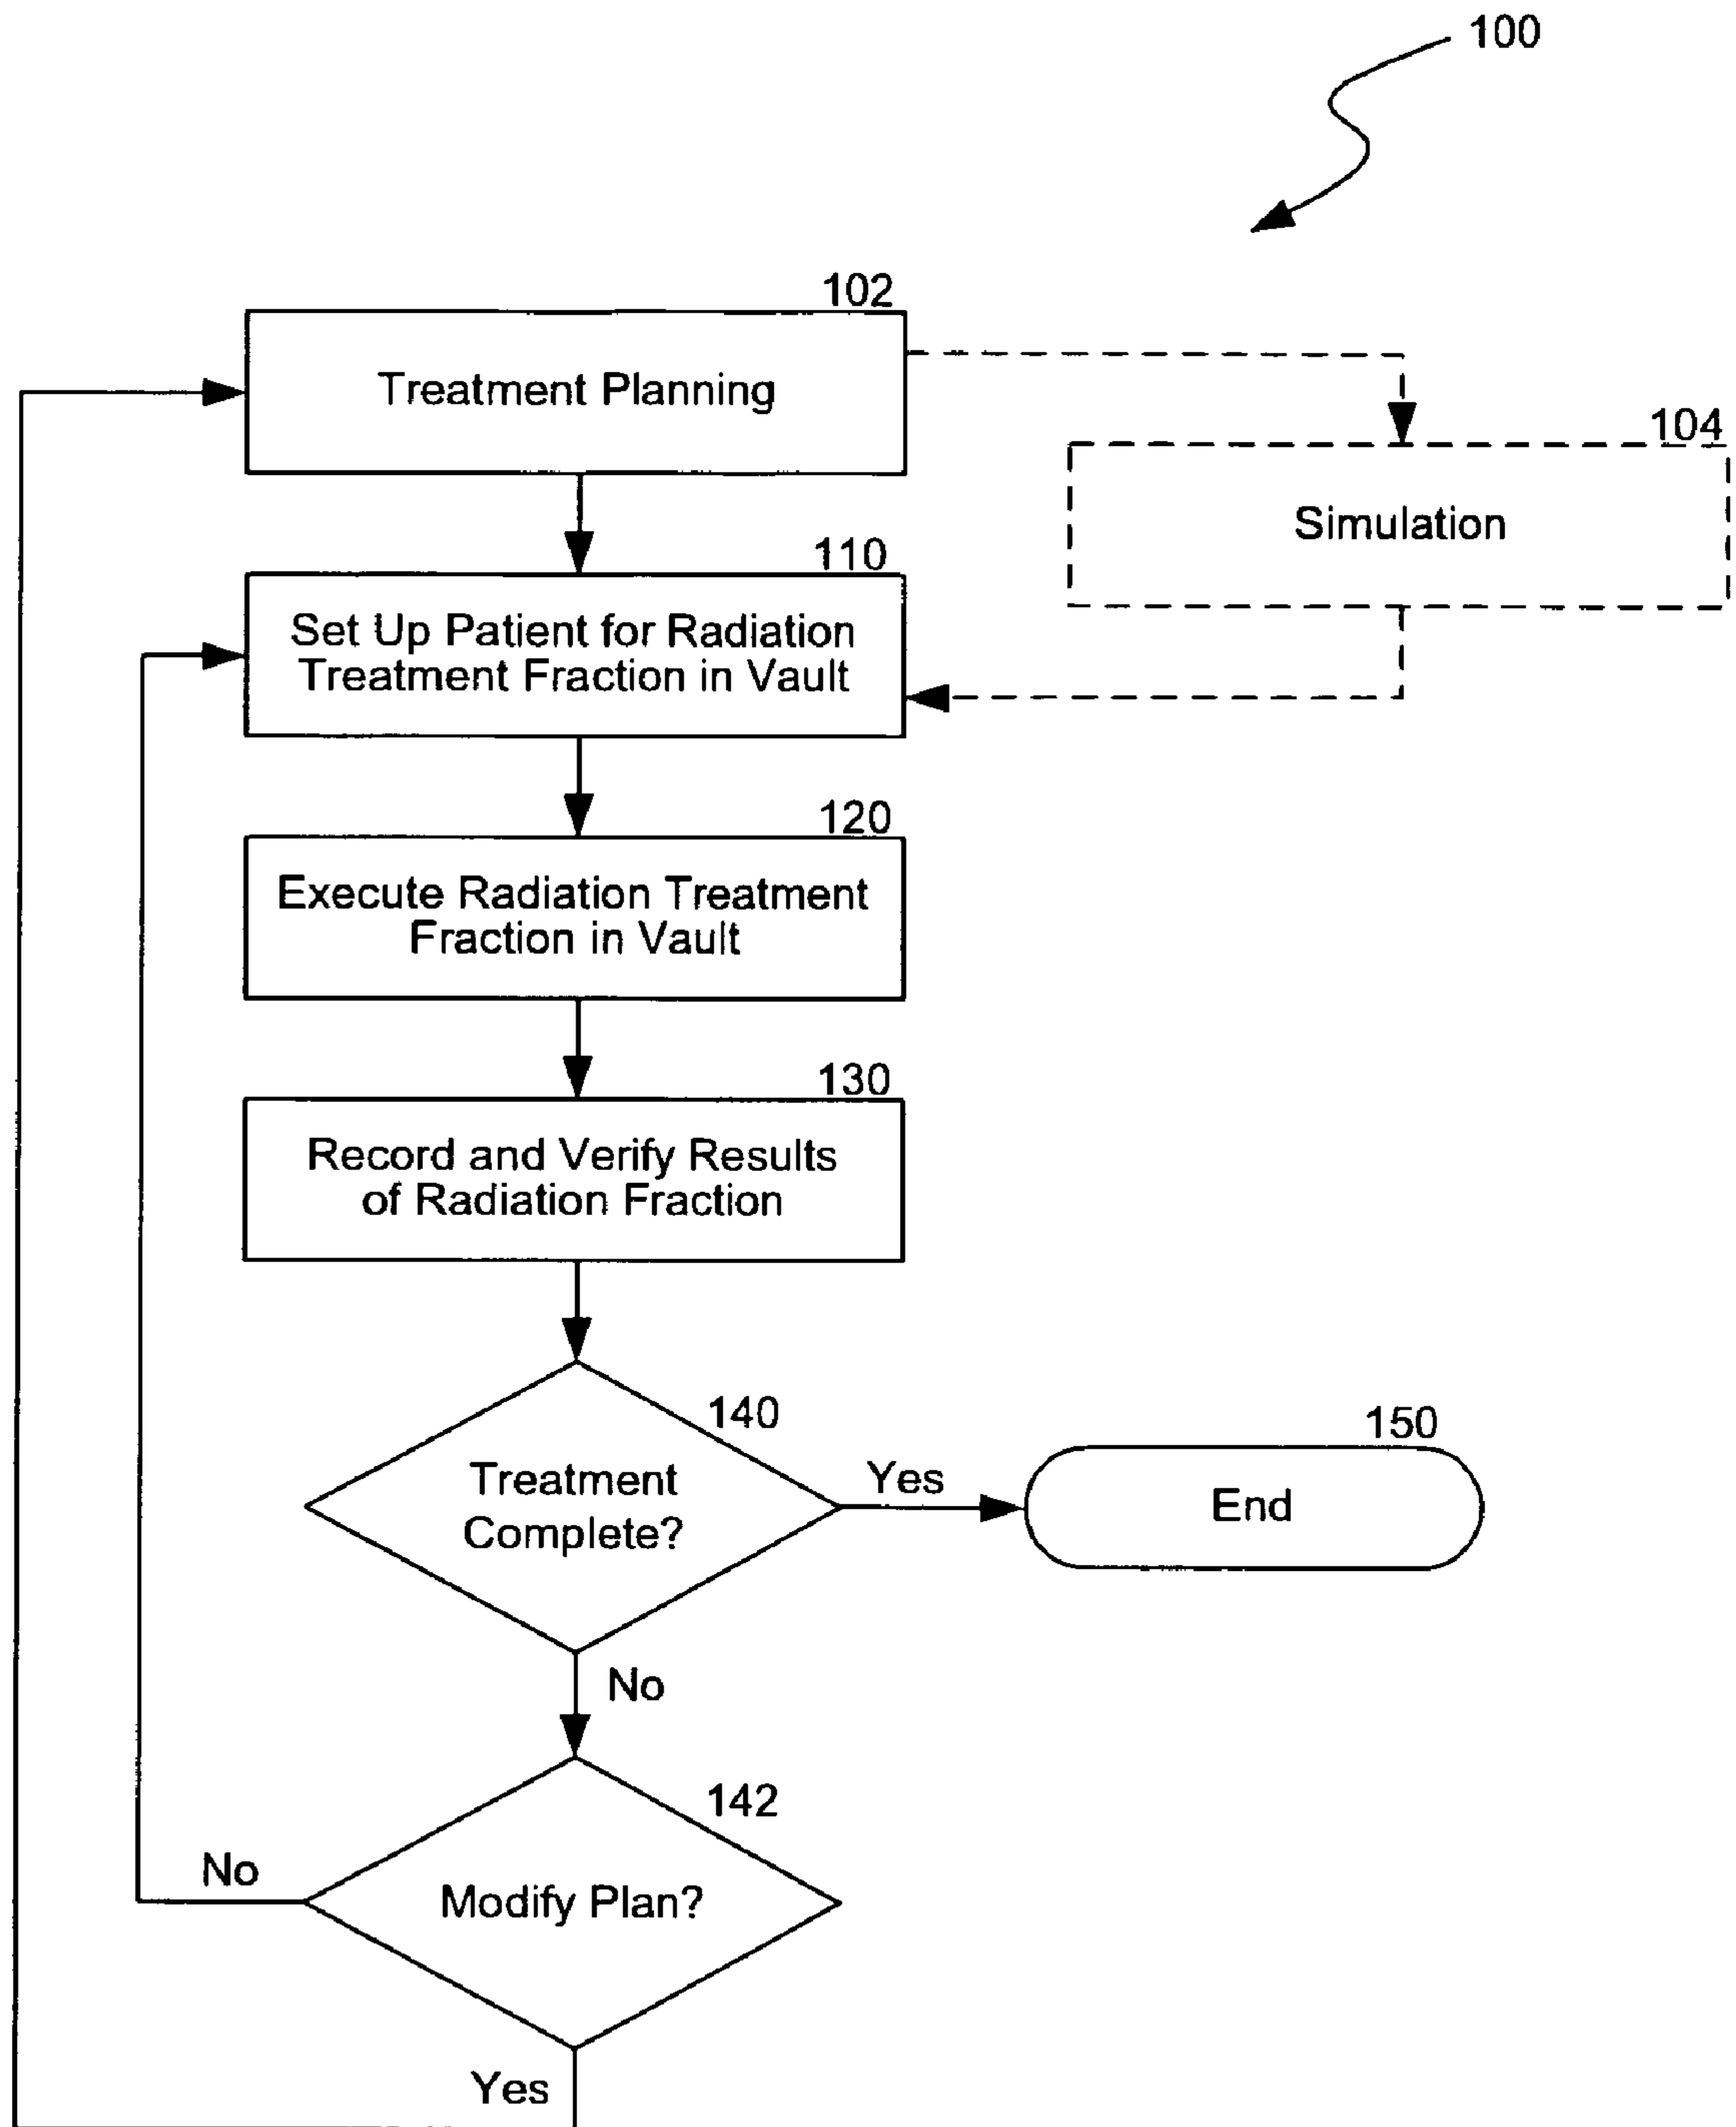 100
102
Treatment Planning
104
Simulation
110
Set Up Patient for Radiation
Treatment Fraction in Vault
120
Execute Radiation Treatment
Fraction in Vault
130
Record and Verify Results
of Radiation Fraction
140
Treatment
Complete?
Yes
150
End
No
142
Modify Plan?
No
Yes